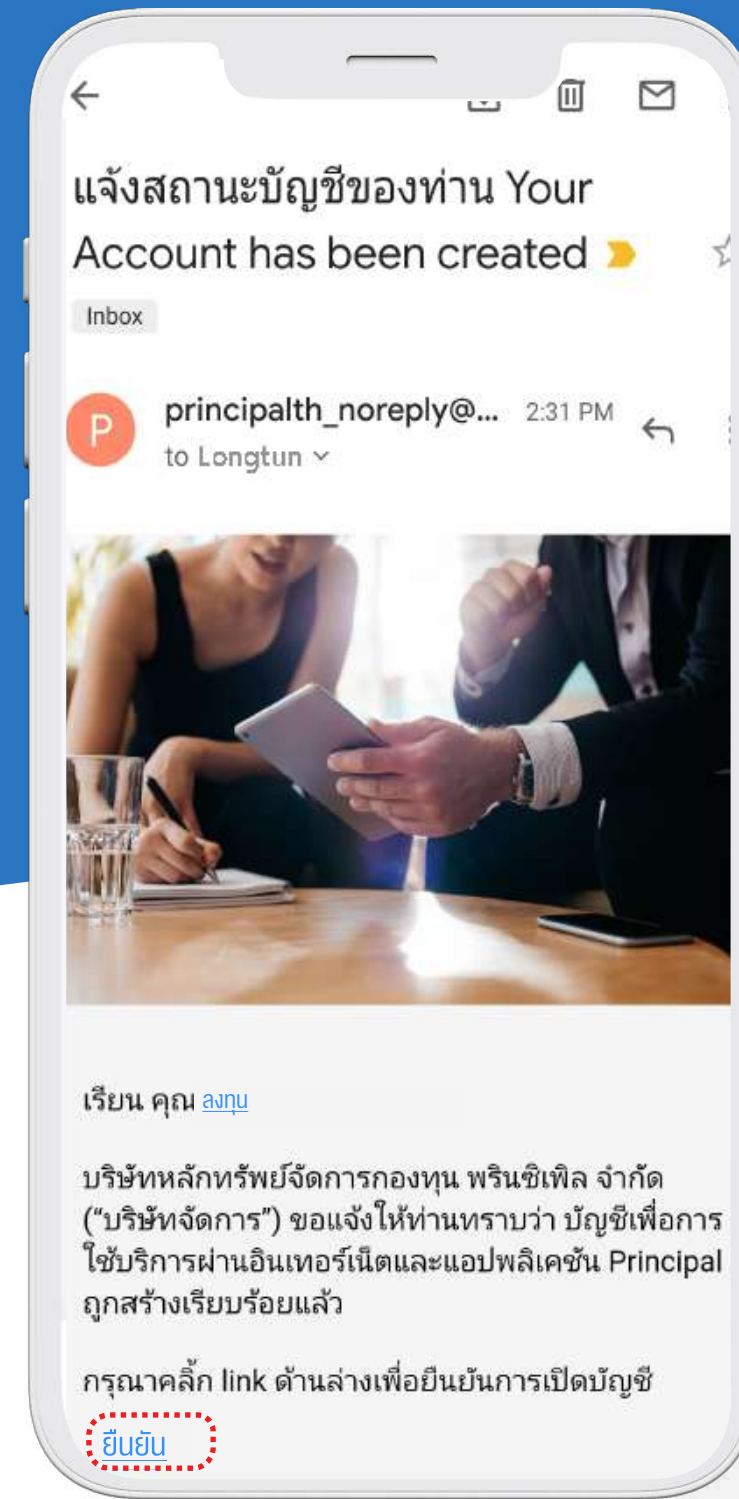 แจ้งสถานะบัญชีของท่าน Your
Account has been created
Inbox
P
principalth_noreply@... 2:31 PM
to Longtun
เรียน คุณ ลงทุน
บริษัทหลักทรัพย์จัดการกองทุน พรินซิเพิล จำกัด
(“บริษัทจัดการ”) ขอแจ้งให้ท่านทราบว่า บัญชีเพื่อการ
ใช้บริการผ่านอินเทอร์เน็ตและแอปพลิเคชัน Principal
ถูกสร้างเรียบร้อยแล้ว
กรุณาคลิ้ก link ด้านล่างเพื่อยืนยันการเปิดบัญชี
ยืนยัน